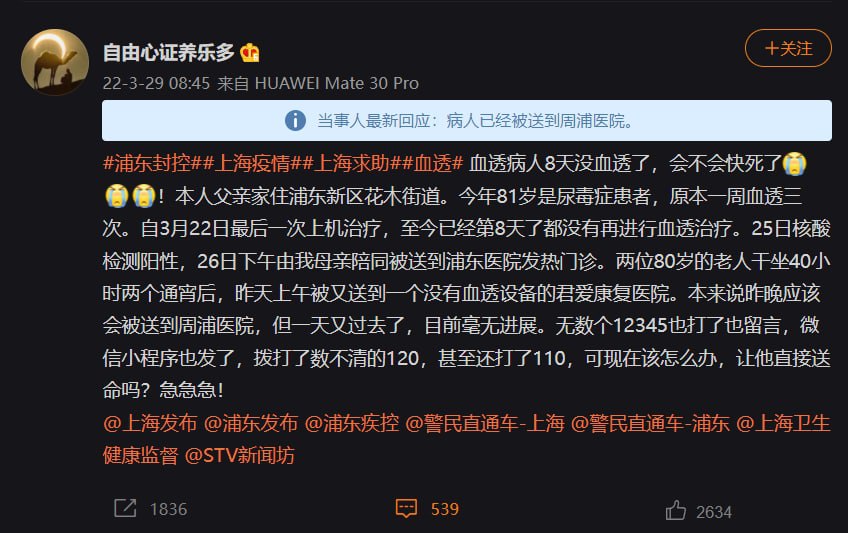 自由心证养乐多
+关注
22-3-29 08:45 来自 HUAWEI Mate 30 Pro
当事人最新回应：病人已经被送到周浦医院。
#浦东封控##上海疫情##上海求助##血透# 血透病人8天没血透了，会不会快死了😭
😭😭！本人父亲家住浦东新区花木街道。今年81岁是尿毒症患者，原本一周血透三
次。自3月22日最后一次上机治疗，至今已经第8天了都没有再进行血透治疗。25日核酸
检测阳性，26日下午由我母亲陪同被送到浦东医院发热门诊。两位80岁的老人干坐40小
时两个通宵后，昨天上午被又送到一个没有血透设备的君爱康复医院。本来说昨晚应该
会被送到周浦医院，但一天又过去了，目前毫无进展。无数个12345也打了也留言，微
信小程序也发了，拨打了数不清的120，甚至还打了110，可现在该怎么办，让他直接送
命吗？急急急！
@上海发布 @浦东发布 @浦东疾控 @警民直通车-上海 @警民直通车-浦东 @上海卫生
健康监督 @STV新闻坊
1836
539
2634